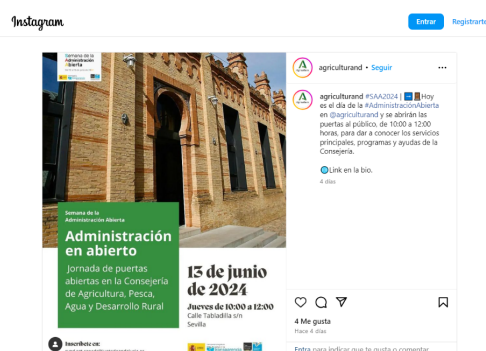 Instagram
Entrar
Registrarte
Semana de la
Administración
Abierta
agriculturand • Seguir
agriculturand #SAA2024 | Hoy
es el día de la #AdministraciónAbierta
en @agriculturand y se abrirán las
puertas al público, de 10:00 a 12:00
horas, para dar a conocer los servicios
principales, programas y ayudas de la
Consejería.
Link en la bio.
4 días
Semana de la
Administración Abierta
Administración
en abierto
Jornada de puertas
abiertas en la Consejería
de Agricultura, Pesca,
Agua y Desarrollo Rural
13 de junio
de 2024
Jueves de 10:00 a 12:00
Calle Tabladilla s/n
Sevilla
Inscríbete en:
4 Me gusta
Hace 4 días
Entra para indicar que te gusta o comentar